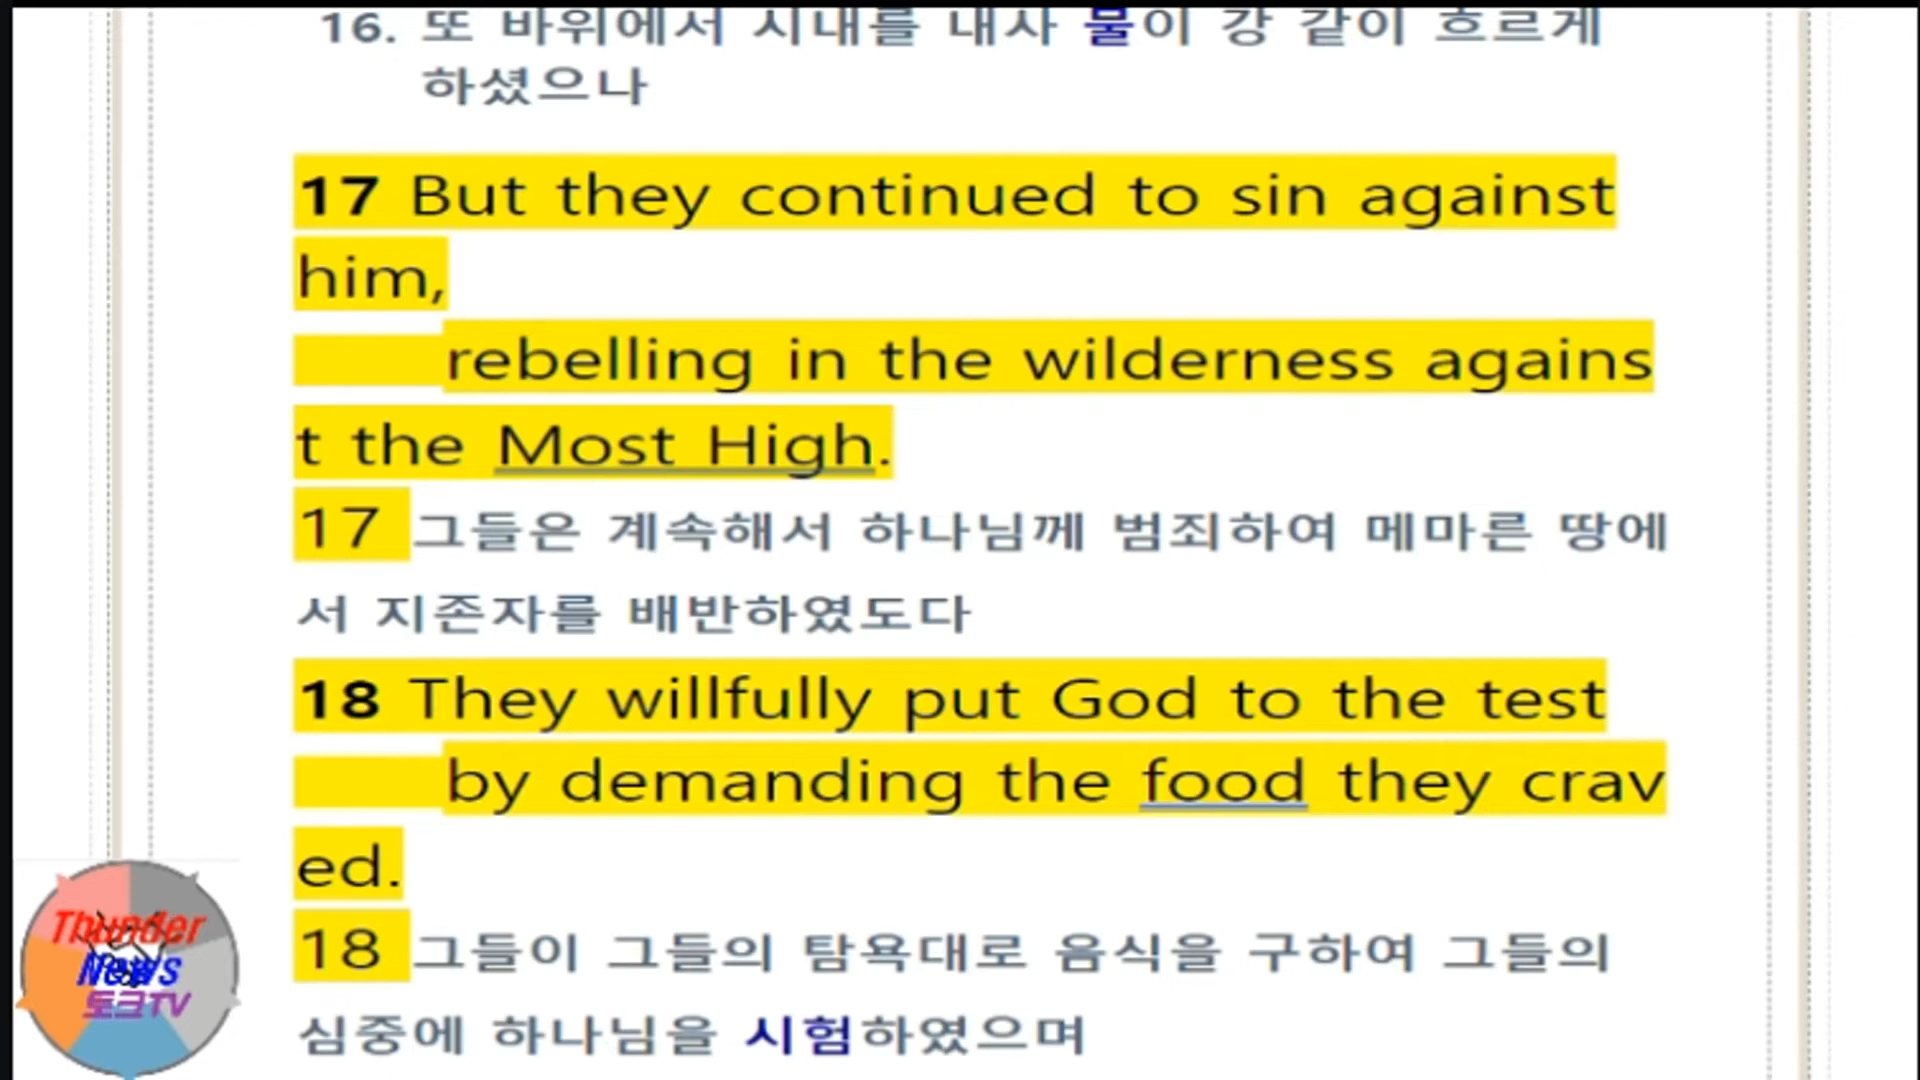 16. 또 바위에서 시내를 내사 물이 강 같이 흐르게
하셨으나
17 But they continued to sin against
him,
rebelling in the wilderness agains
t the Most High.
17 그들은 계속해서 하나님께 범죄하여 메마른 땅에
서 지존자를 배반하였도다
18 They willfully put God to the test
by demanding the food they crav
ed.
18 그들이 그들의 탐욕대로 음식을 구하여 그들의
심중에 하나님을 시험하였으며
Thunder
News
토크TV